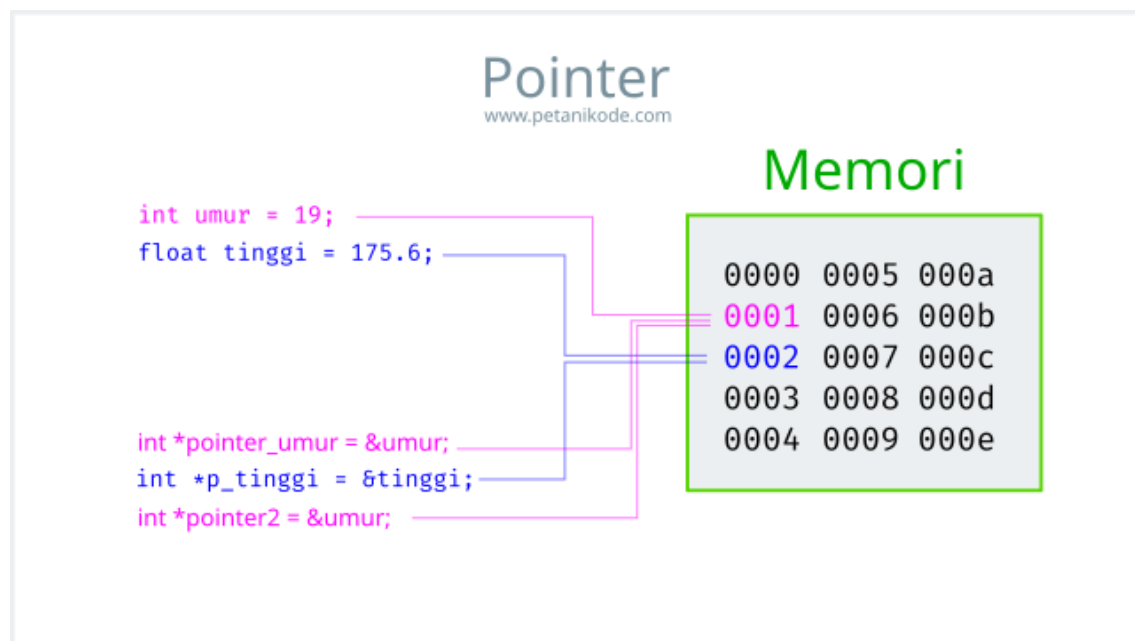 Pointer
www.petanikode.com
Memori
int umur = 19;
float tinggi = 175.6;
0000 0005 000a
0001 0006 000b
0002 0007 000c
0003 0008 000d
0004 0009 000e
int *pointer_umur = &umur;
int *p_tinggi = &tinggi;
int *pointer2 = &umur;